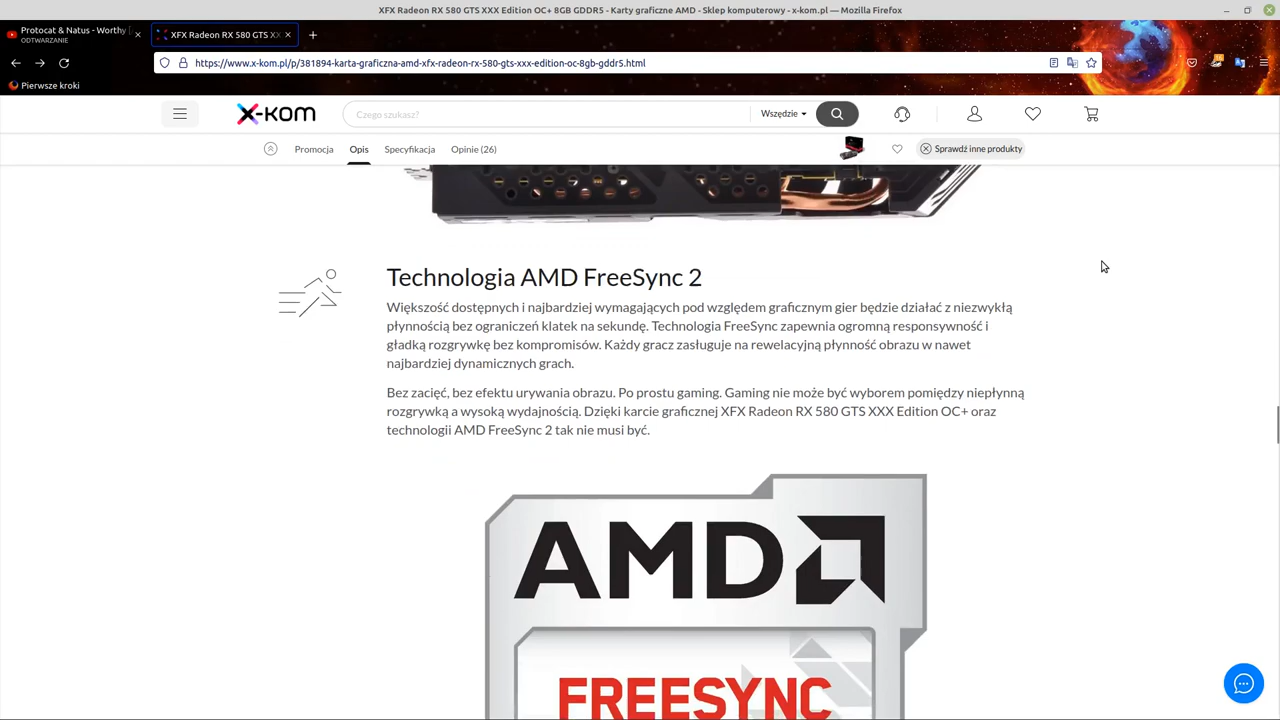 XFX Radeon RX 580 GTS XXX Edition OC+ 8GB GDDR5 - Karty graficzne AMD - Sklep komputerowy - x-kom.pl — Mozilla Firefox
Protocat & Natus - Worthy
ODTWARZANIE
XFX Radeon RX 580 GTS XX
https://www.x-kom.pl/p/381894-karta-graficzna-amd-xfx-radeon-rx-580-gts-xxx-edition-oc-8gb-gddr5.html
Pierwsze kroki
x-kom
Czego szukasz?
Wszędzie
Promocja
Opis
Specyfikacja
Opinie (26)
Sprawdź inne produkty
Technologia AMD FreeSync 2
Większość dostępnych i najbardziej wymagających pod względem graficznym gier będzie działać z niezwykłą
płynnością bez ograniczeń klatek na sekundę. Technologia FreeSync zapewnia ogromną responsywność i
gładką rozgrywkę bez kompromisów. Każdy gracz zasługuje na rewelacyjną płynność obrazu w nawet
najbardziej dynamicznych grach.
Bez zacięć, bez efektu urywania obrazu. Po prostu gaming. Gaming nie może być wyborem pomiędzy niepłynną
rozgrywką a wysoką wydajnością. Dzięki karcie graficznej XFX Radeon RX 580 GTS XXX Edition OC+ oraz
technologii AMD FreeSync 2 tak nie musi być.
AMD
FREESYNC